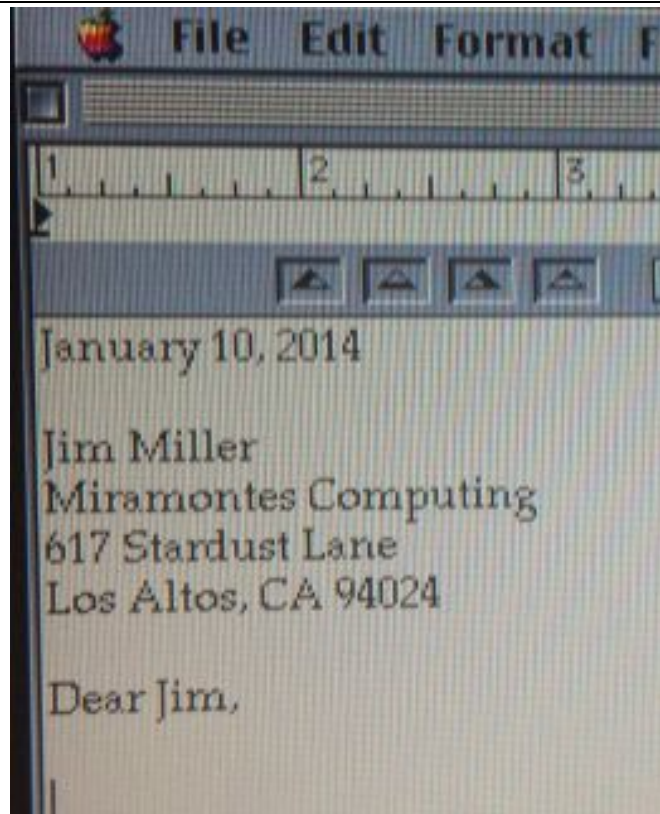 File Edit Format F
1 2 3
January 10, 2014
Jim Miller
Miramontes Computing
617 Stardust Lane
Los Altos, CA 94024
Dear Jim,